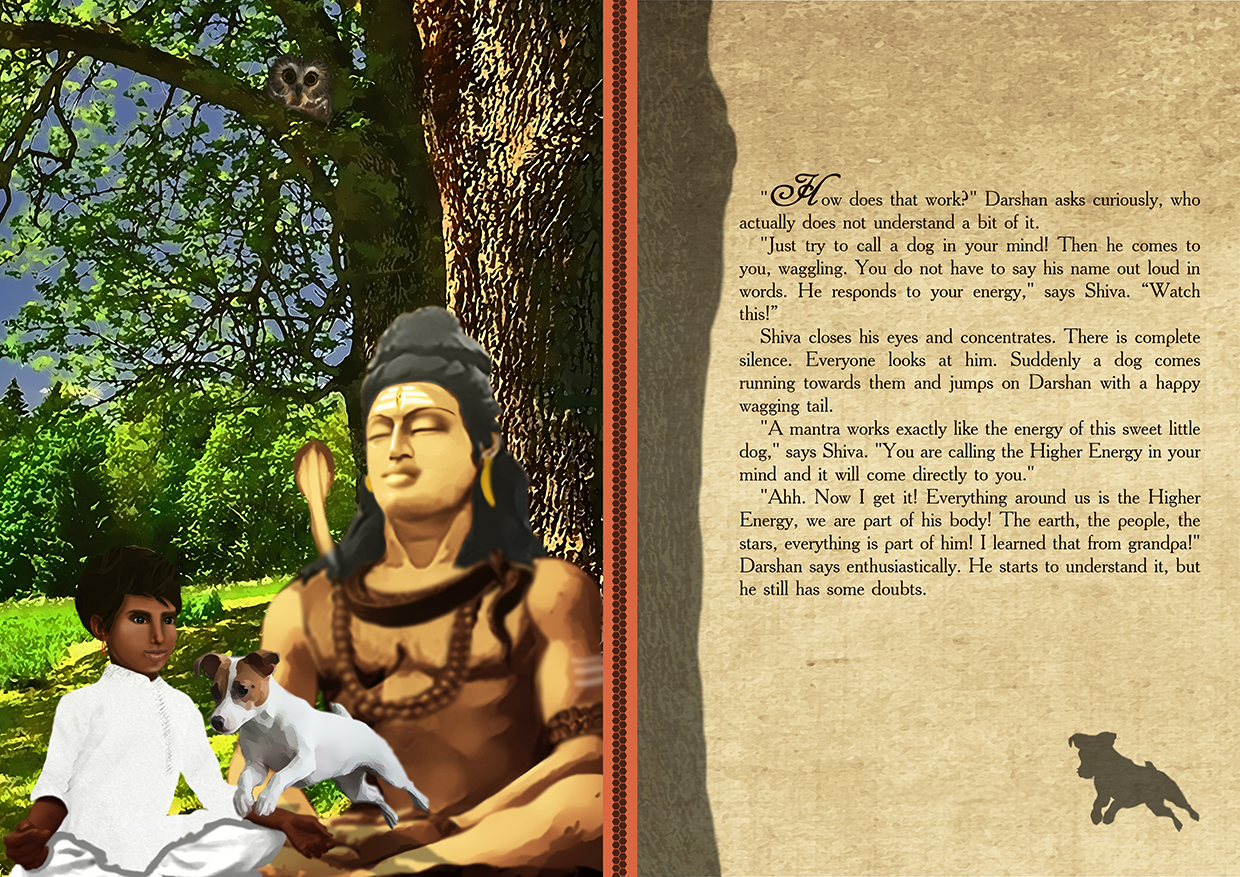 "How does that work?" Darshan asks curiously, who
actually does not understand a bit of it.
"Just try to call a dog in your mind! Then he comes to
you, waggling. You do not have to say his name out loud in
words. He responds to your energy," says Shiva. “Watch
this!”
Shiva closes his eyes and concentrates. There is complete
silence. Everyone looks at him. Suddenly a dog comes
running towards them and jumps on Darshan with a happy
wagging tail.
"A mantra works exactly like the energy of this sweet little
dog," says Shiva. "You are calling the Higher Energy in your
mind and it will come directly to you."
"Ahh. Now I get it! Everything around us is the Higher
Energy, we are part of his body! The earth, the people, the
stars, everything is part of him! I learned that from grandpa!"
Darshan says enthusiastically. He starts to understand it, but
he still has some doubts.